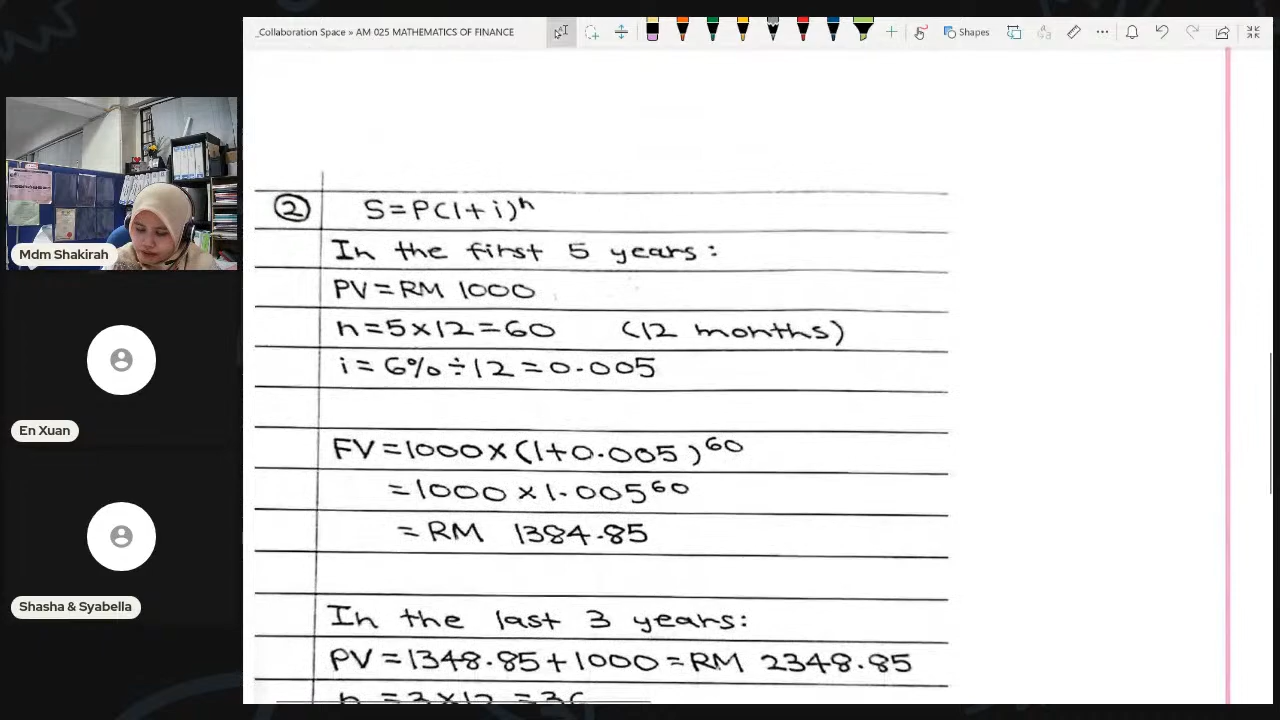 _Collaboration Space » AM 025 MATHEMATICS OF FINANCE
Shapes
Mdm Shakirah
En Xuan
Shasha & Syabella
② S=P(1+i)ⁿ
In the first 5 years:
PV=RM 1000
n=5×12=60 (12 months)
i=6%÷12=0.005
FV=1000×(1+0.005)⁶⁰
=1000×1.005⁶⁰
=RM 1384.85
In the last 3 years:
PV=1348.85+1000=RM 2348.85
n=3×12=36